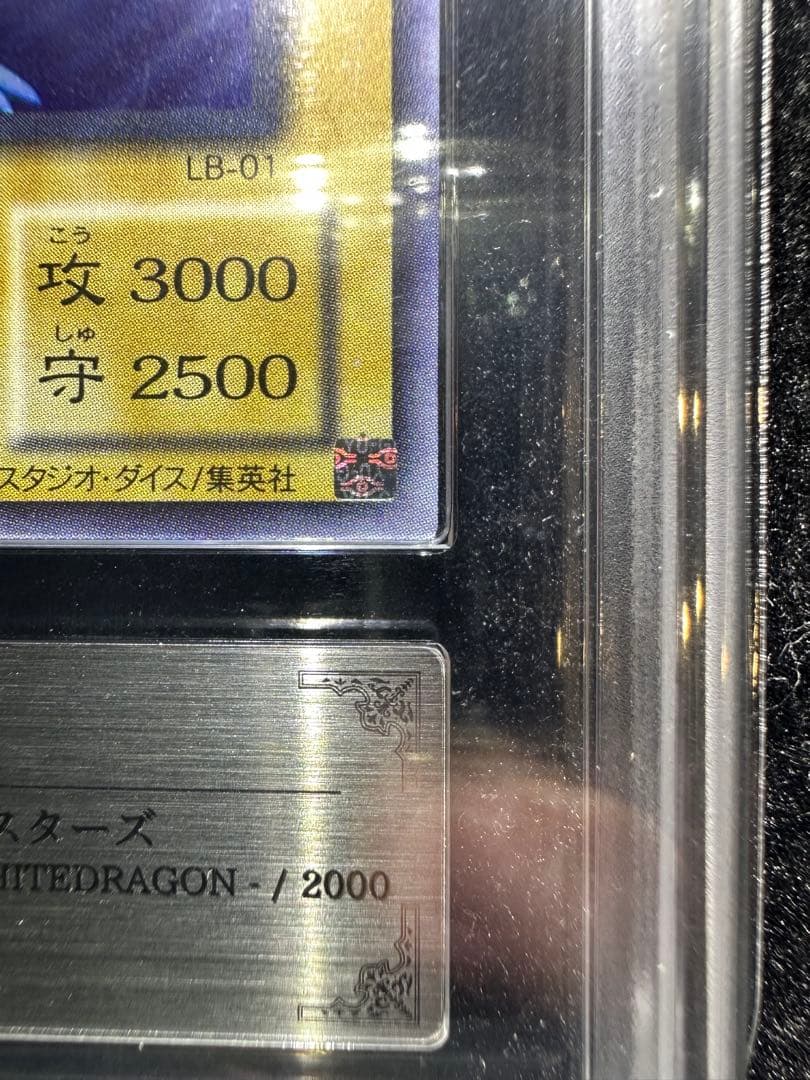 LB-01
こう
攻 3000
しゅ
守 2500
スタジオ・ダイス/集英社
スターズ
HITEDRAGON - / 2000